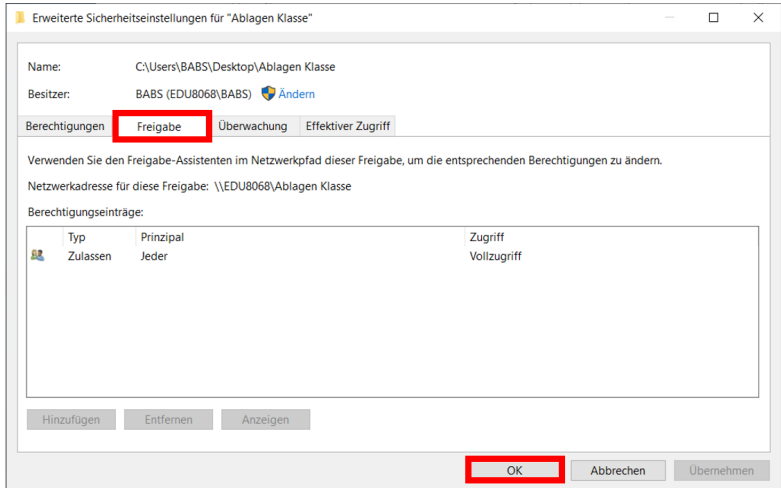 Erweiterte Sicherheitseinstellungen für "Ablagen Klasse"
Name: C:\Users\BABS\Desktop\Ablagen Klasse
Besitzer: BABS (EDU8068\BABS) Ändern
Berechtigungen Freigabe Überwachung Effektiver Zugriff
Verwenden Sie den Freigabe-Assistenten im Netzwerkpfad dieser Freigabe, um die entsprechenden Berechtigungen zu ändern.
Netzwerkadresse für diese Freigabe: \\EDU8068\Ablagen Klasse
Berechtigungseinträge:
Typ Prinzipal Zugriff
Zulassen Jeder Vollzugriff
Hinzufügen Entfernen Anzeigen
OK Abbrechen Übernehmen